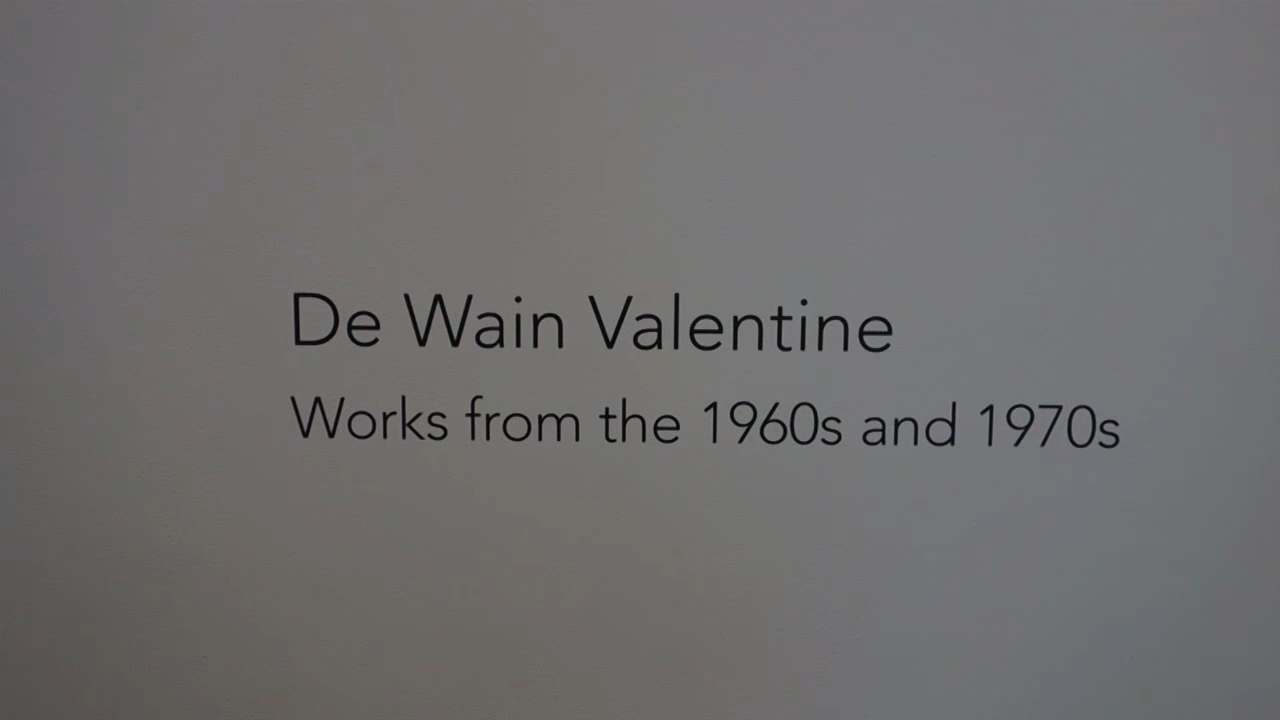 De Wain Valentine
Works from the 1960s and 1970s